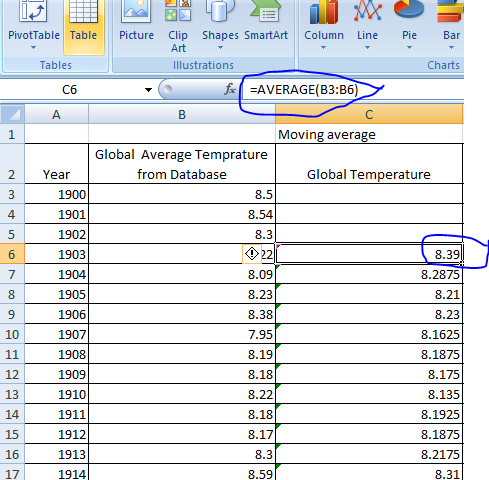 PivotTable Table Picture Clip Art Shapes SmartArt Column Line Pie Bar
Tables Illustrations Charts
C6 fx =AVERAGE(B3:B6)
A B C
1 Moving average
2 Year Global Average Temprature from Database Global Temperature
3 1900 8.5
4 1901 8.54
5 1902 8.3
6 1903 22 8.39
7 1904 8.09 8.2875
8 1905 8.23 8.21
9 1906 8.38 8.23
10 1907 7.95 8.1625
11 1908 8.19 8.1875
12 1909 8.18 8.175
13 1910 8.22 8.135
14 1911 8.18 8.1925
15 1912 8.17 8.1875
16 1913 8.3 8.2175
17 1914 8.59 8.31